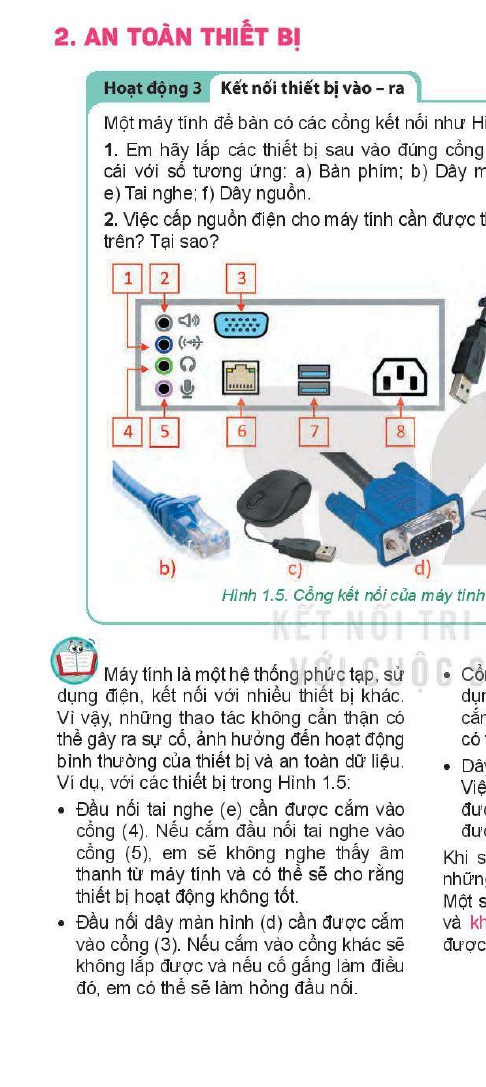 2. AN TOÀN THIẾT BỊ
Hoạt động 3 Kết nối thiết bị vào – ra
Một máy tính để bàn có các cổng kết nối như
1. Em hãy lắp các thiết bị sau vào đúng cổng
cái với số tương ứng: a) Bàn phím; b) Dây
e) Tai nghe; f) Dây nguồn.
2. Việc cấp nguồn điện cho máy tính cần được
trên? Tại sao?
1 2 3
4 5 6 7 8
b) c) d)
Hình 1.5. Cổng kết nối của máy tính
KẾT NỐI TRI
VỚI CUỘC
Máy tính là một hệ thống phức tạp, sử
dụng điện, kết nối với nhiều thiết bị khác.
Vì vậy, những thao tác không cẩn thận có
thể gây ra sự cố, ảnh hưởng đến hoạt động
bình thường của thiết bị và an toàn dữ liệu.
Ví dụ, với các thiết bị trong Hình 1.5:
• Đầu nối tai nghe (e) cần được cắm vào
cổng (4). Nếu cắm đầu nối tai nghe vào
cổng (5), em sẽ không nghe thấy âm
thanh từ máy tính và có thể sẽ cho rằng
thiết bị hoạt động không tốt.
• Đầu nối dây màn hình (d) cần được cắm
vào cổng (3). Nếu cắm vào cổng khác sẽ
không lắp được và nếu cố gắng làm điều
đó, em có thể sẽ làm hỏng đầu nối.
có
Khi
Một
và
được